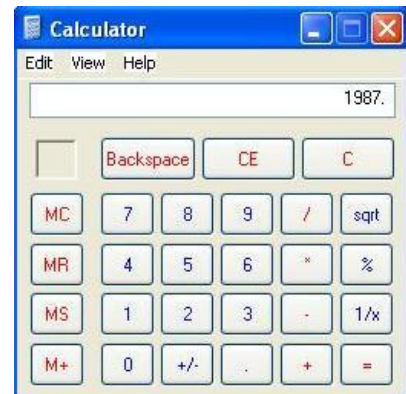 Calculator
Edit View Help
1987.
Backspace CE C
MC 7 8 9 / sqrt
MR 4 5 6 * %
MS 1 2 3 - 1/x
M+ 0 +/- . + =